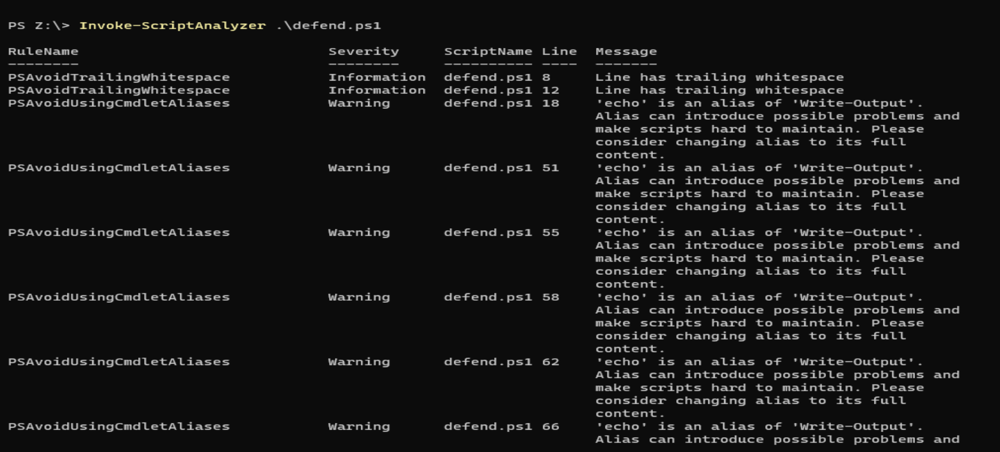 PS Z:\> Invoke-ScriptAnalyzer .\defend.ps1
RuleName Severity ScriptName Line Message
-------- -------- ---------- ---- -------
PSAvoidTrailingWhitespace Information defend.ps1 8 Line has trailing whitespace
PSAvoidTrailingWhitespace Information defend.ps1 12 Line has trailing whitespace
PSAvoidUsingCmdletAliases Warning defend.ps1 18 'echo' is an alias of 'Write-Output'.
Alias can introduce possible problems and
make scripts hard to maintain. Please
consider changing alias to its full
content.
PSAvoidUsingCmdletAliases Warning defend.ps1 51 'echo' is an alias of 'Write-Output'.
Alias can introduce possible problems and
make scripts hard to maintain. Please
consider changing alias to its full
content.
PSAvoidUsingCmdletAliases Warning defend.ps1 55 'echo' is an alias of 'Write-Output'.
Alias can introduce possible problems and
make scripts hard to maintain. Please
consider changing alias to its full
content.
PSAvoidUsingCmdletAliases Warning defend.ps1 58 'echo' is an alias of 'Write-Output'.
Alias can introduce possible problems and
make scripts hard to maintain. Please
consider changing alias to its full
content.
PSAvoidUsingCmdletAliases Warning defend.ps1 62 'echo' is an alias of 'Write-Output'.
Alias can introduce possible problems and
make scripts hard to maintain. Please
consider changing alias to its full
content.
PSAvoidUsingCmdletAliases Warning defend.ps1 66 'echo' is an alias of 'Write-Output'.
Alias can introduce possible problems and